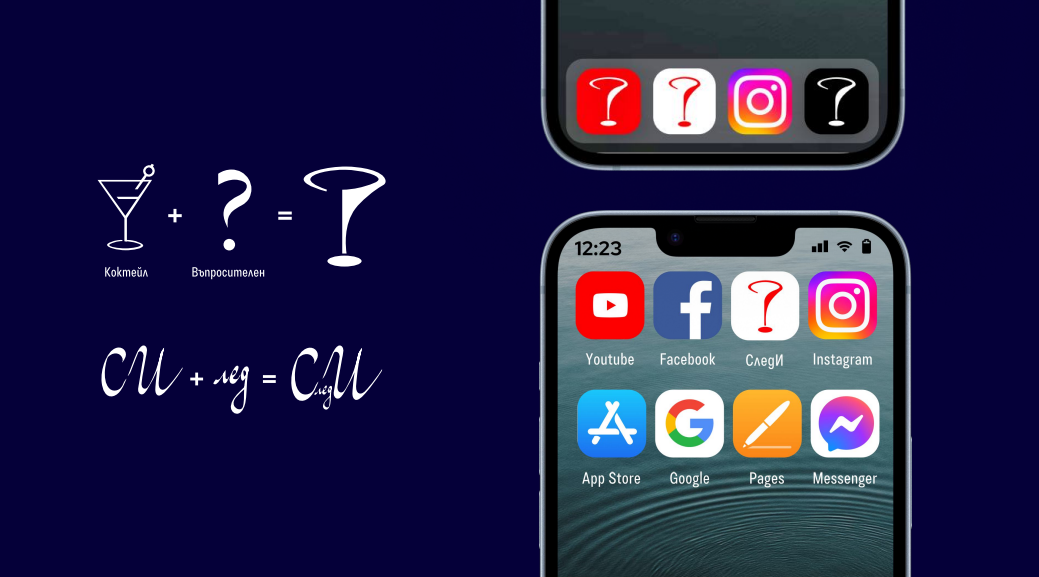 + ? =
Коктейл Въпросителен
СИ + лед = СледИ
12:23
Youtube Facebook СледИ Instagram
App Store Google Pages Messenger